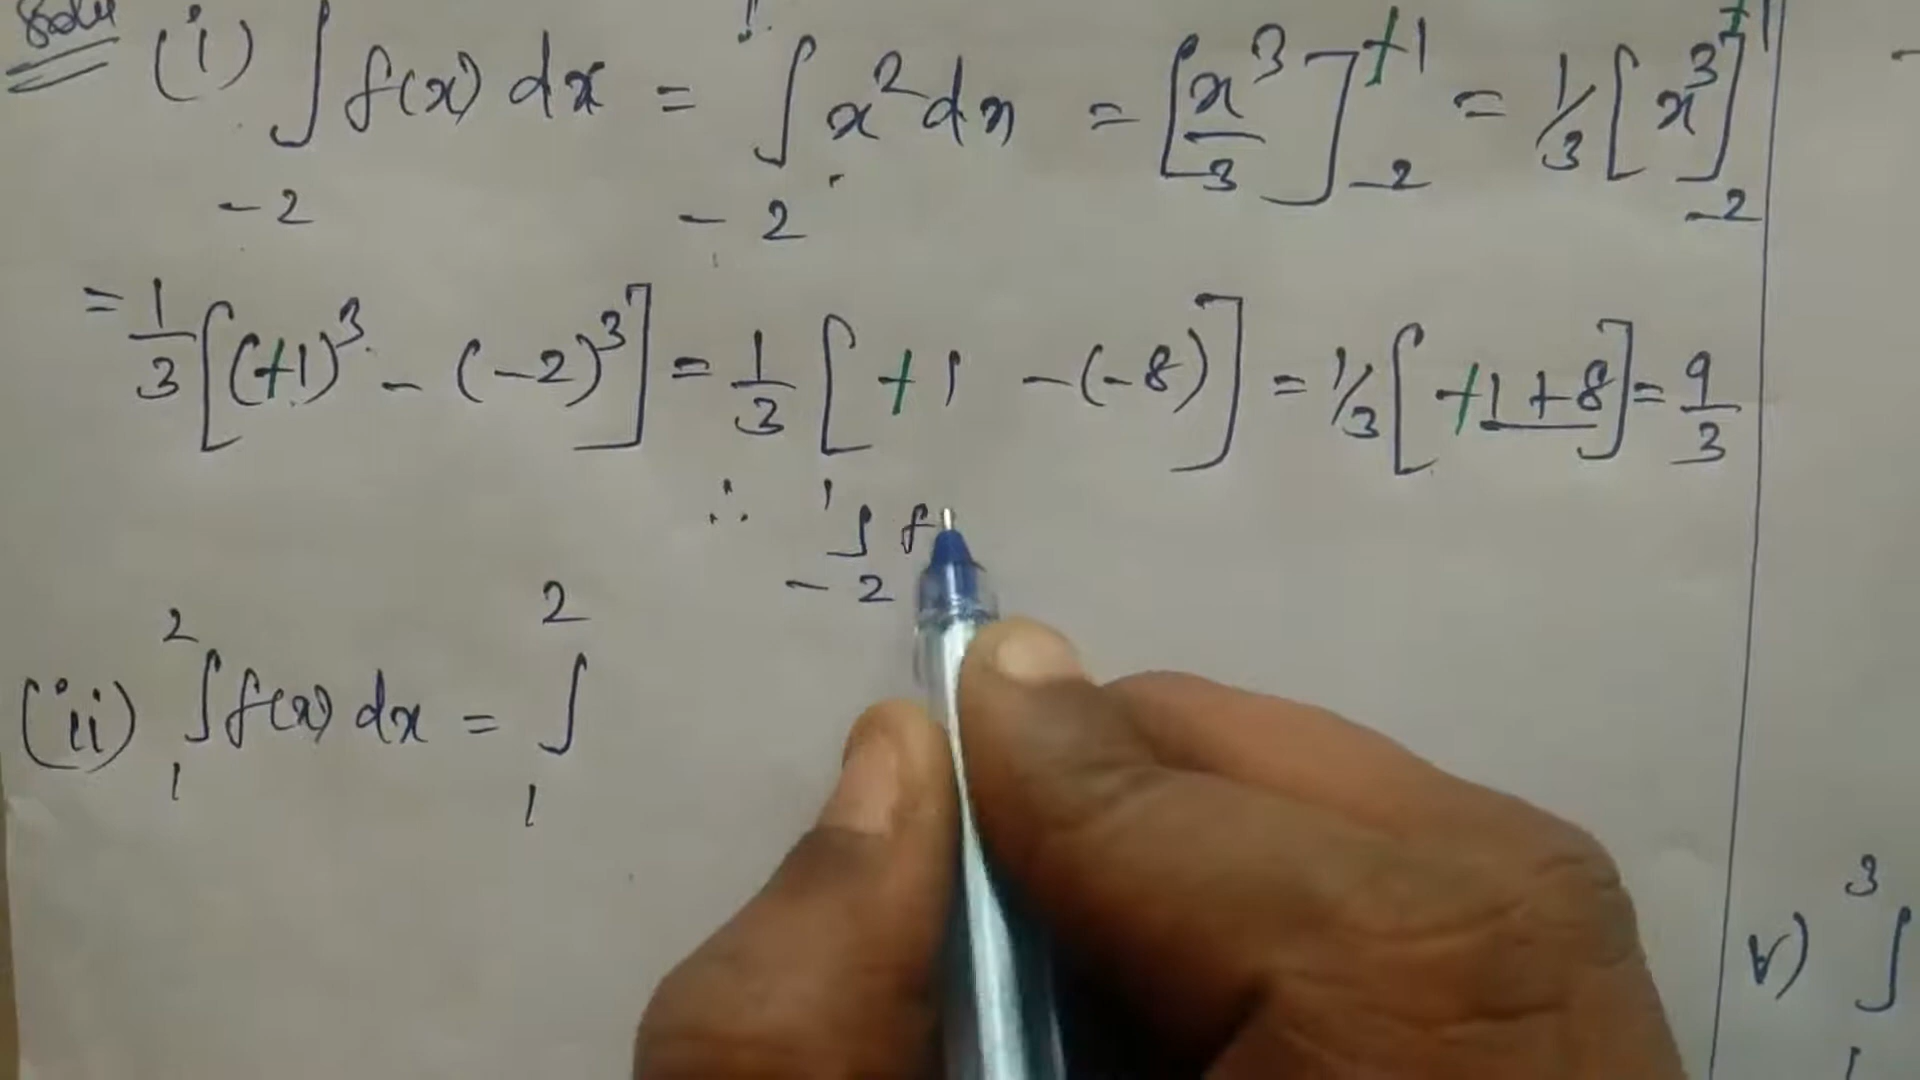 Soln (i) ∫_{-2} f(x) dx = ∫_{-2} x² dx = [x³/3]_{-2}^{+1} = 1/3 [x³]_{-2}^{+1}
= 1/3 [(+1)³ - (-2)³] = 1/3 [+1 - (-8)] = 1/3 [+1+8] = 9/3
∴ ∫_{-2}^{1} f
(ii) ∫_{1}^{2} f(x) dx = ∫_{1}^{2}
v) ∫^{3}